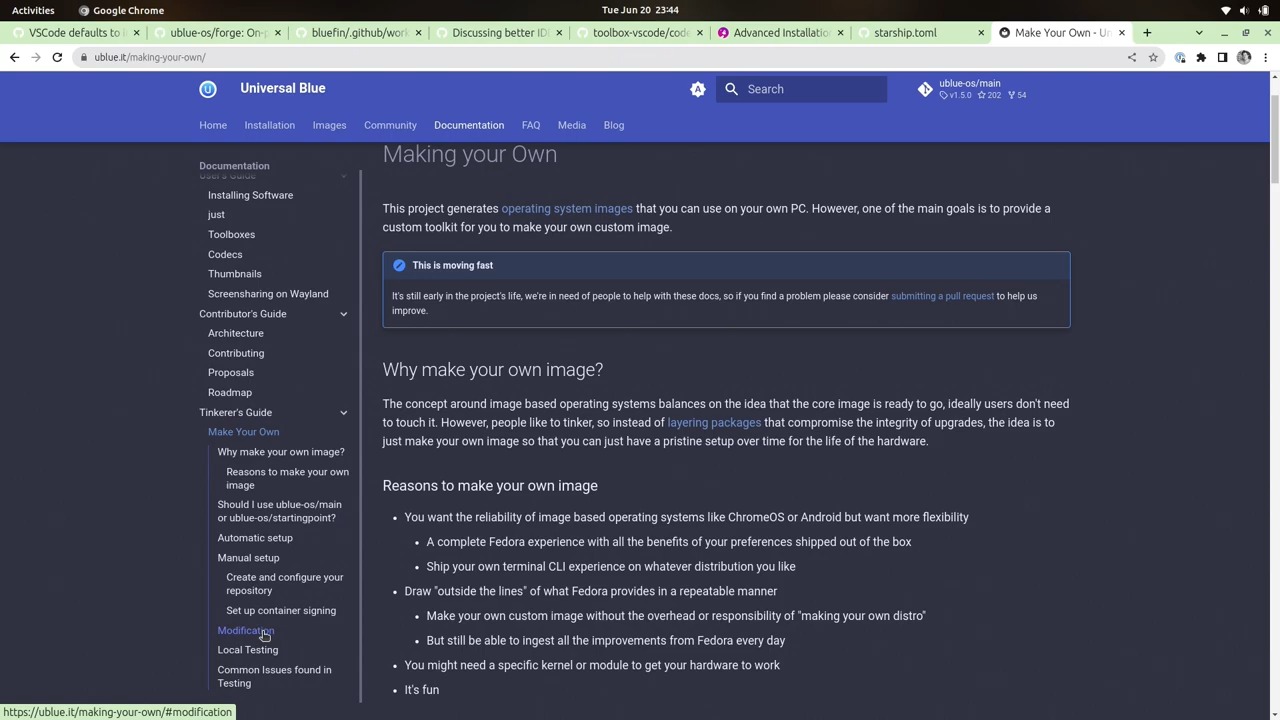 Activities
Google Chrome
Tue Jun 20 23:44
VSCode defaults to i
ublue-os/forge: On-p
bluefin/.github/work
Discussing better ID
toolbox-vscode/code
Advanced Installation
starship.toml
Make Your Own - Un
ublue.it/making-your-own/
Universal Blue
Search
ublue-os/main
v1.5.0 202 54
Home Installation Images Community Documentation FAQ Media Blog
Documentation
User's Guide
Installing Software
just
Toolboxes
Codecs
Thumbnails
Screensharing on Wayland
Contributor's Guide
Architecture
Contributing
Proposals
Roadmap
Tinkerer's Guide
Make Your Own
Why make your own image?
Reasons to make your own
image
Should I use ublue-os/main
or ublue-os/startingpoint?
Automatic setup
Manual setup
Create and configure your
repository
Set up container signing
Modification
Local Testing
Common Issues found in
Testing
Making your Own
This project generates operating system images that you can use on your own PC. However, one of the main goals is to provide a
custom toolkit for you to make your own custom image.
This is moving fast
It's still early in the project's life, we're in need of people to help with these docs, so if you find a problem please consider submitting a pull request to help us
improve.
Why make your own image?
The concept around image based operating systems balances on the idea that the core image is ready to go, ideally users don't need
to touch it. However, people like to tinker, so instead of layering packages that compromise the integrity of upgrades, the idea is to
just make your own image so that you can just have a pristine setup over time for the life of the hardware.
Reasons to make your own image
• You want the reliability of image based operating systems like ChromeOS or Android but want more flexibility
• A complete Fedora experience with all the benefits of your preferences shipped out of the box
• Ship your own terminal CLI experience on whatever distribution you like
• Draw "outside the lines" of what Fedora provides in a repeatable manner
• Make your own custom image without the overhead or responsibility of "making your own distro"
• But still be able to ingest all the improvements from Fedora every day
• You might need a specific kernel or module to get your hardware to work
• It's fun
https://ublue.it/making-your-own/#modification